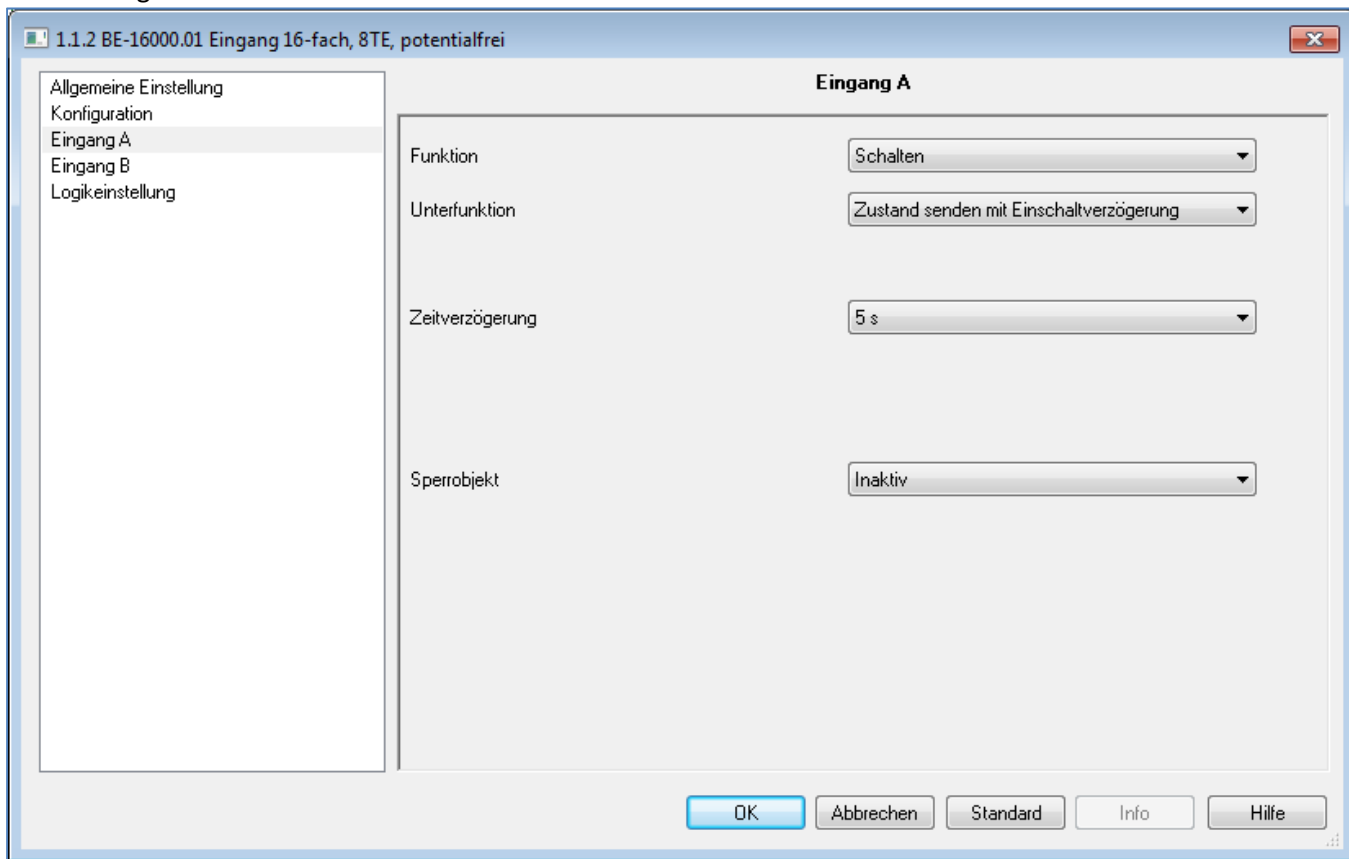 1.1.2 BE-16000.01 Eingang 16-fach, 8TE, potentialfrei
Allgemeine Einstellung
Konfiguration
Eingang A
Eingang B
Logikeinstellung
Eingang A
Funktion Schalten
Unterfunktion Zustand senden mit Einschaltverzögerung
Zeitverzögerung 5 s
Sperrobjekt Inaktiv
OK Abbrechen Standard Info Hilfe